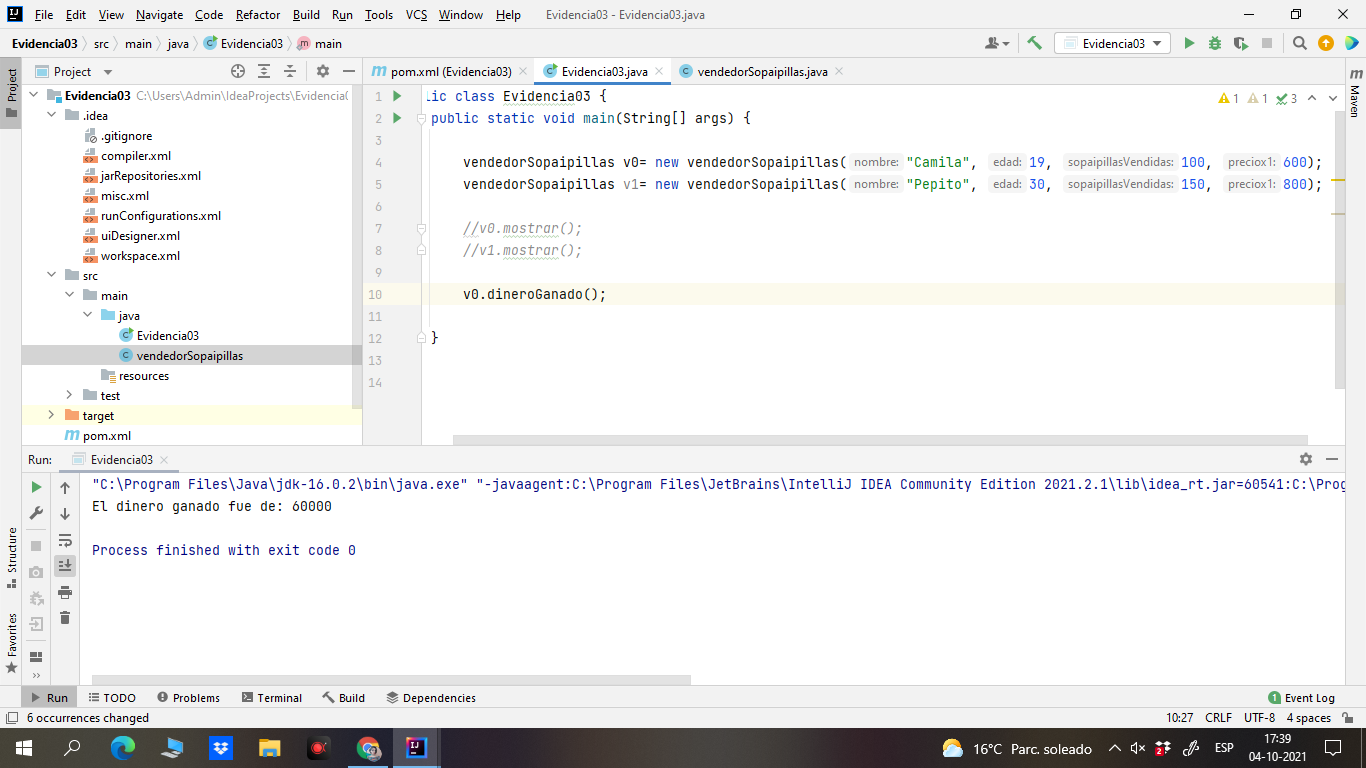 File Edit View Navigate Code Refactor Build Run Tools VCS Window Help Evidencia03 - Evidencia03.java
Evidencia03 src main java Evidencia03 m main Evidencia03
Project
pom.xml (Evidencia03) Evidencia03.java vendedorSopaipillas.java
Project
Maven
Evidencia03 C:\Users\Admin\IdeaProjects\Evidencia0
.idea
.gitignore
compiler.xml
jarRepositories.xml
misc.xml
runConfigurations.xml
uiDesigner.xml
workspace.xml
src
main
java
Evidencia03
vendedorSopaipillas
resources
test
target
pom.xml
1 1 3
1 lic class Evidencia03 {
2 public static void main(String[] args) {
3
4 vendedorSopaipillas v0= new vendedorSopaipillas( nombre: "Camila", edad: 19, sopaipillasVendidas: 100, preciox1: 600);
5 vendedorSopaipillas v1= new vendedorSopaipillas( nombre: "Pepito", edad: 30, sopaipillasVendidas: 150, preciox1: 800);
6
7 //v0.mostrar();
8 //v1.mostrar();
9
10 v0.dineroGanado();
11
12 }
13
14
Run: Evidencia03
"C:\Program Files\Java\jdk-16.0.2\bin\java.exe" "-javaagent:C:\Program Files\JetBrains\IntelliJ IDEA Community Edition 2021.2.1\lib\idea_rt.jar=60541:C:\Prog
El dinero ganado fue de: 60000
Process finished with exit code 0
Structure
Favorites
Run TODO Problems Terminal Build Dependencies 1 Event Log
6 occurrences changed 10:27 CRLF UTF-8 4 spaces
16°C Parc. soleado ESP 17:39
04-10-2021